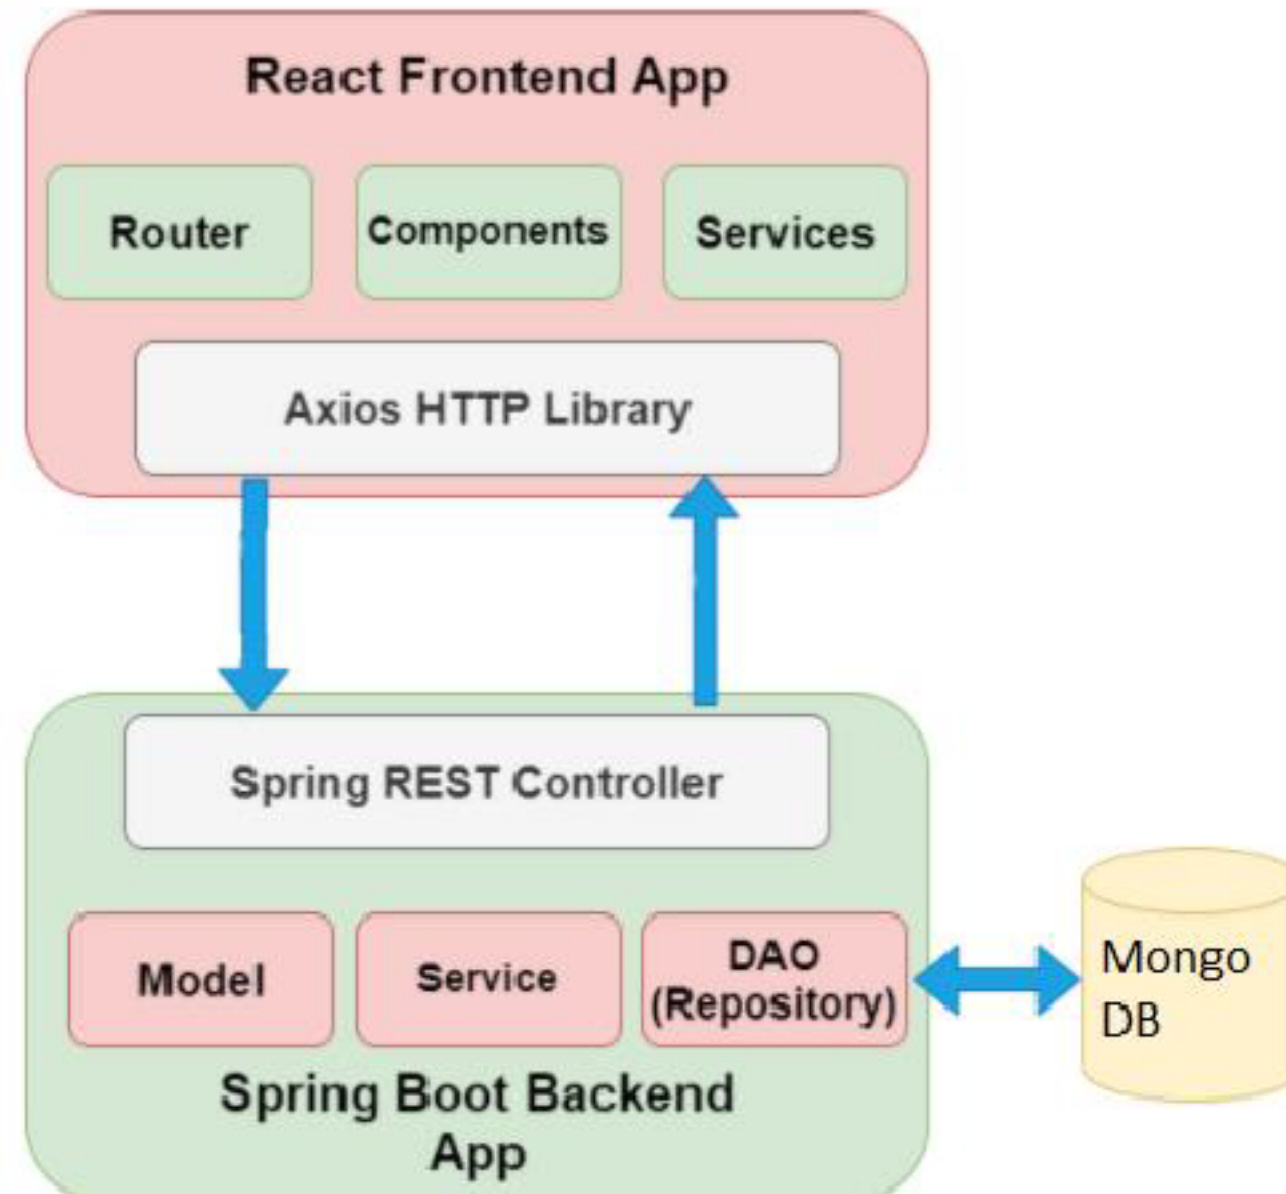 React Frontend App
Router
Components
Services
Axios HTTP Library
Spring REST Controller
Model
Service
DAO
(Repository)
Mongo
DB
Spring Boot Backend
App